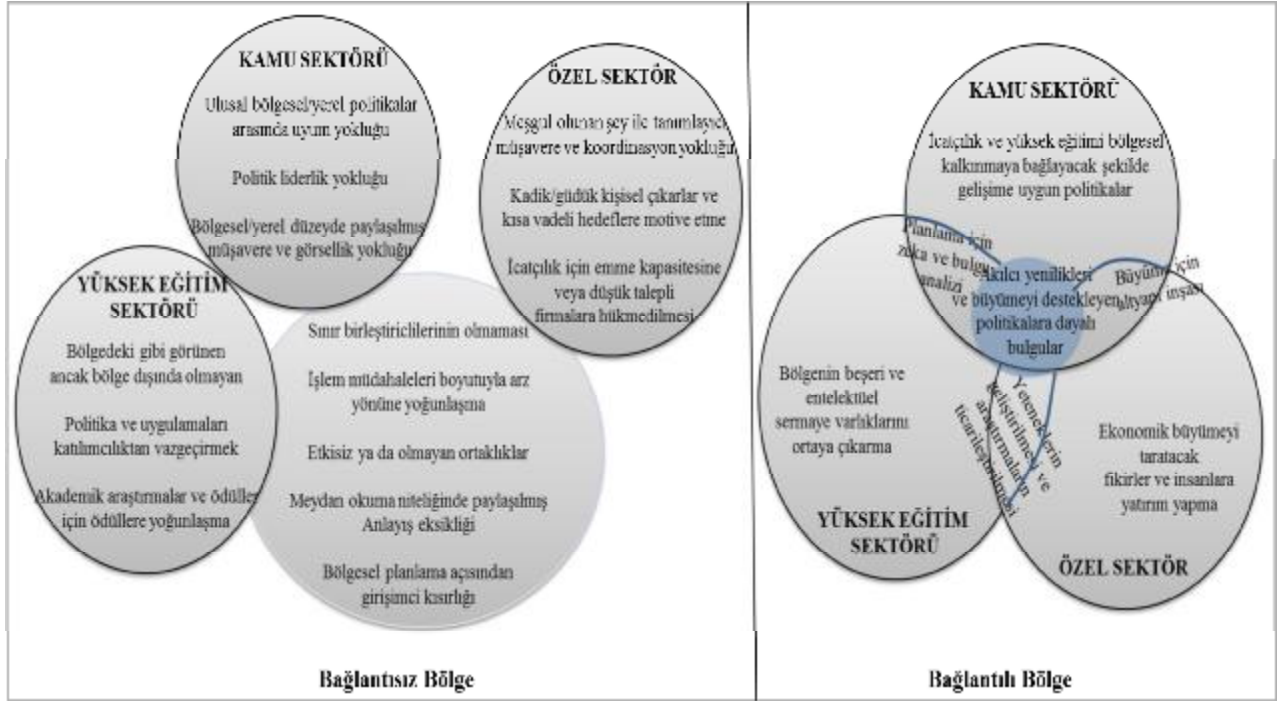 KAMU SEKTÖRÜ
Ulusal bölgesel/yerel politikalar
arasında uyum yokluğu
Politik liderlik yokluğu
Bölgesel/yerel düzeyde paylaşılmış
müşavere ve görsellik yokluğu
ÖZEL SEKTÖR
Meşgul olunan şey ile tanımlayıcı
müşavere ve koordinasyon yokluğu
Kadik/güdük kişisel çıkarlar ve
kısa vadeli hedeflere motive etme
İcatçılık için emme kapasitesine
veya düşük talepli
firmalara hükmedilmesi
YÜKSEK EĞİTİM
SEKTÖRÜ
Bölgedeki gibi görünen
ancak bölge dışında olmayan
Politika ve uygulamaları
katılımcılıktan vazgeçirmek
Akademik araştırmalar ve ödüller
için ödüllere yoğunlaşma
Sınır birleştiriclilerinin olmaması
İşlem müdahaleleri boyutuyla arz
yönüne yoğunlaşma
Etkisiz ya da olmayan ortaklıklar
Meydan okuma niteliğinde paylaşılmış
Anlayış eksikliği
Bölgesel planlama açısından
girişimci kısırlığı
Bağlantısız Bölge
KAMU SEKTÖRÜ
İcatçılık ve yüksek eğitimi bölgesel
kalkınmaya bağlayacak şekilde
gelişime uygun politikalar
Planlama için
zeka ve bulgu
analizi
Büyüme için
altyapı inşası
Akılcı yenilikleri
ve büyümeyi destekleyen
politikalara dayalı
bulgular
Bölgenin beşeri ve
entelektüel
sermaye varlıklarını
ortaya çıkarma
YÜKSEK EĞİTİM
SEKTÖRÜ
Yeteneklerin
geliştirilmesi ve
araştırmaların
ticarileştirilmesi
Ekonomik büyümeyi
taratacak
fikirler ve insanlara
yatırım yapma
ÖZEL SEKTÖR
Bağlantılı Bölge